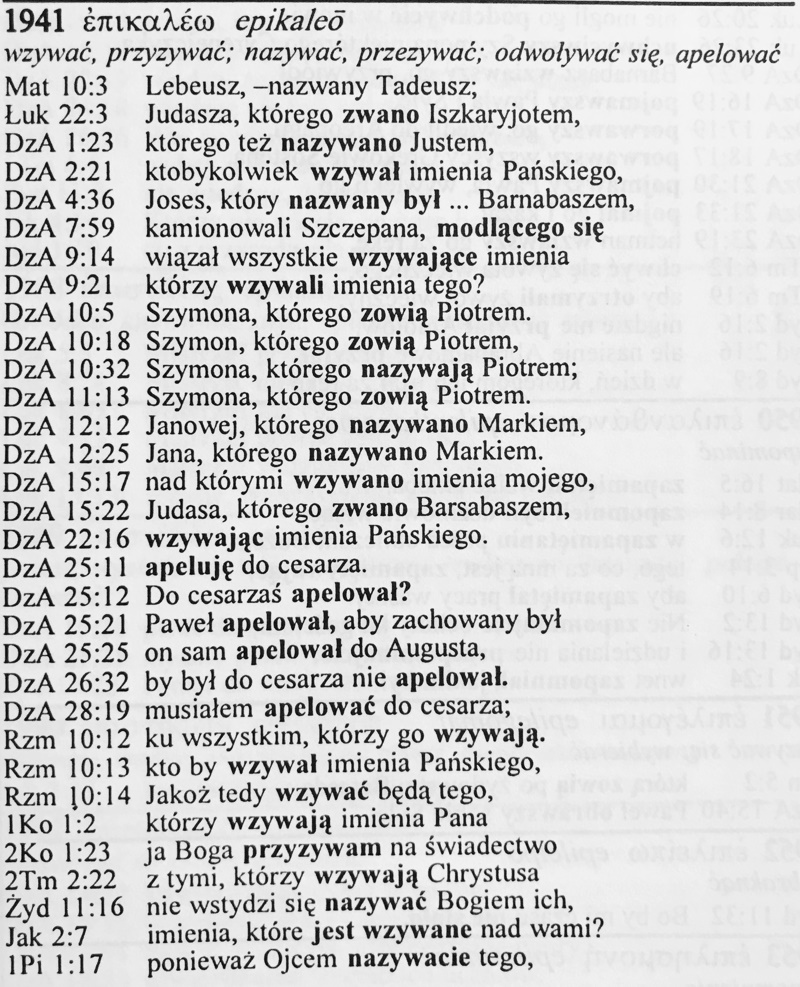 1941 ἐπικαλέω epikaleō
wzywać, przyzywać; nazywać, przezywać; odwoływać się, apelować
Mat 10:3 Lebeusz, –nazwany Tadeusz;
Łuk 22:3 Judasza, którego zwano Iszkaryjotem,
DzA 1:23 którego też nazywano Justem,
DzA 2:21 ktobykolwiek wzywał imienia Pańskiego,
DzA 4:36 Joses, który nazwany był ... Barnabaszem,
DzA 7:59 kamionowali Szczepana, modlącego się
DzA 9:14 wiązał wszystkie wzywające imienia
DzA 9:21 którzy wzywali imienia tego?
DzA 10:5 Szymona, którego zowią Piotrem.
DzA 10:18 Szymon, którego zowią Piotrem,
DzA 10:32 Szymona, którego nazywają Piotrem;
DzA 11:13 Szymona, którego zowią Piotrem.
DzA 12:12 Janowej, którego nazywano Markiem,
DzA 12:25 Jana, którego nazywano Markiem.
DzA 15:17 nad którymi wzywano imienia mojego,
DzA 15:22 Judasa, którego zwano Barsabaszem,
DzA 22:16 wzywając imienia Pańskiego.
DzA 25:11 apeluję do cesarza.
DzA 25:12 Do cesarzaś apelował?
DzA 25:21 Paweł apelował, aby zachowany był
DzA 25:25 on sam apelował do Augusta,
DzA 26:32 by był do cesarza nie apelował.
DzA 28:19 musiałem apelować do cesarza;
Rzm 10:12 ku wszystkim, którzy go wzywają.
Rzm 10:13 kto by wzywał imienia Pańskiego,
Rzm 10:14 Jakoż tedy wzywać będą tego,
1Ko 1:2 którzy wzywają imienia Pana
2Ko 1:23 ja Boga przyzywam na świadectwo
2Tm 2:22 z tymi, którzy wzywają Chrystusa
Żyd 11:16 nie wstydzi się nazywać Bogiem ich,
Jak 2:7 imienia, które jest wzywane nad wami?
1Pi 1:17 ponieważ Ojcem nazywacie tego,